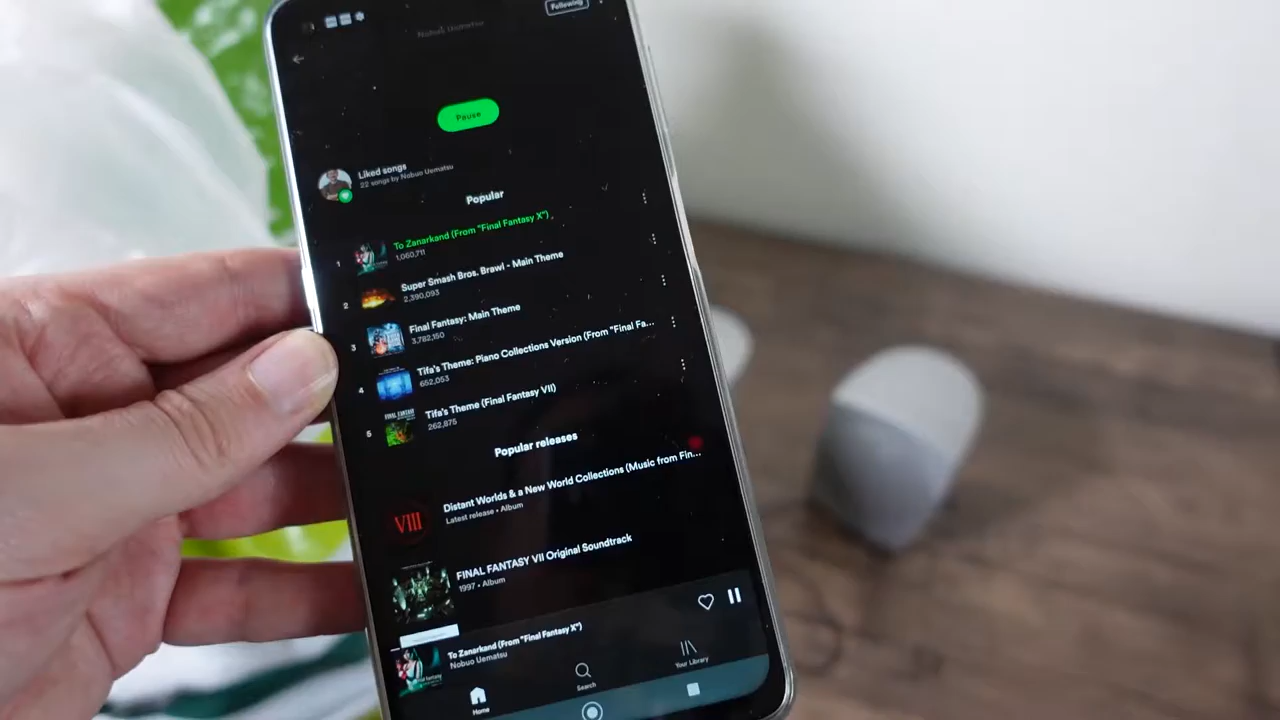 Following
Nobuo Uematsu
Pause
Liked songs
22 songs by Nobuo Uematsu
Popular
1
To Zanarkand (From "Final Fantasy X")
1,060,711
2
Super Smash Bros. Brawl - Main Theme
2,390,093
3
Final Fantasy: Main Theme
3,782,150
4
Tifa's Theme: Piano Collections Version (From "Final Fa...
652,053
5
FINAL FANTASY
Tifa's Theme (Final Fantasy VII)
262,875
Popular releases
VIII
Distant Worlds & a New World Collections (Music from Fin...
Latest release • Album
FINAL FANTASY VII Original Soundtrack
1997 • Album
To Zanarkand (From "Final Fantasy X")
Nobuo Uematsu
Home
Search
Your Library